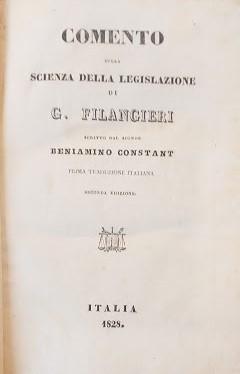 COMENTO
SULLA
SCIENZA DELLA LEGISLAZIONE
DI
G. FILANGIERI
SCRITTO DAL SIGNOR
BENIAMINO CONSTANT
PRIMA TRADUZIONE ITALIANA
SECONDA EDIZIONE.
ITALIA
1828.